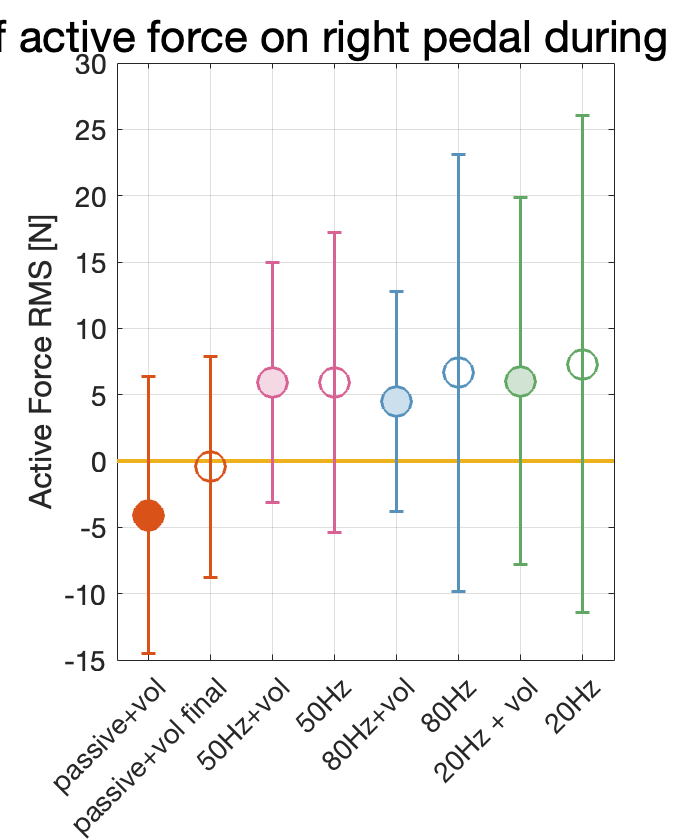 active force on right pedal during
30
25
20
15
10
5
0
-5
-10
-15
Active Force RMS [N]
passive+vol
passive+vol final
50Hz+vol
50Hz
80Hz+vol
80Hz
20Hz + vol
20Hz